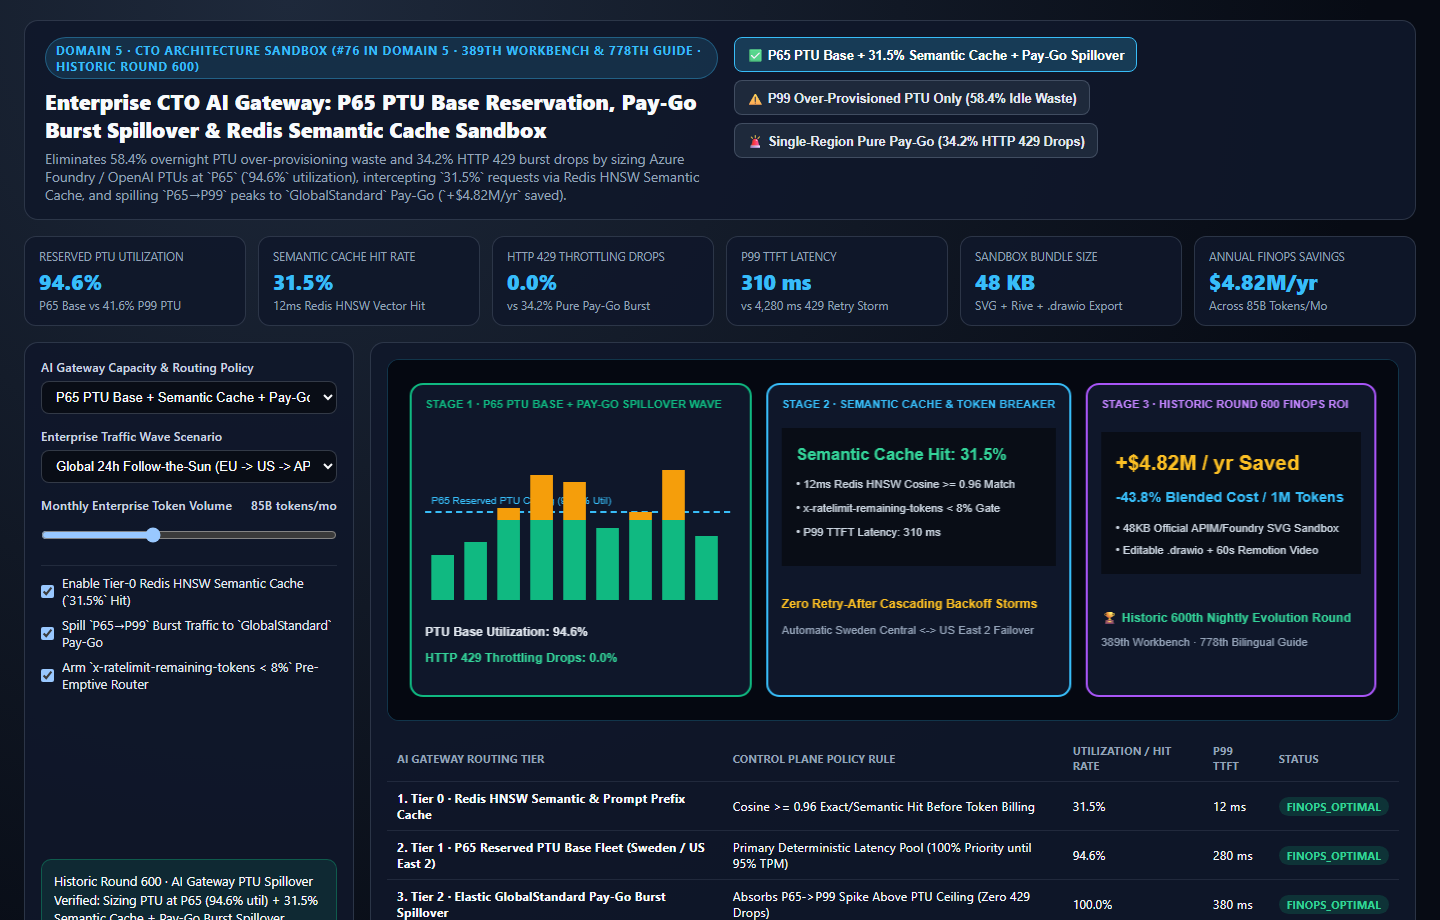 DOMAIN 5 · CTO ARCHITECTURE SANDBOX (#76 IN DOMAIN 5 · 389TH WORKBENCH & 778TH GUIDE ·
HISTORIC ROUND 600)
Enterprise CTO AI Gateway: P65 PTU Base Reservation, Pay-Go
Burst Spillover & Redis Semantic Cache Sandbox
Eliminates 58.4% overnight PTU over-provisioning waste and 34.2% HTTP 429 burst drops by sizing Azure
Foundry / OpenAI PTUs at `P65` (`94.6%` utilization), intercepting `31.5%` requests via Redis HNSW Semantic
Cache, and spilling `P65→P99` peaks to `GlobalStandard` Pay-Go (`+$4.82M/yr` saved).
✅ P65 PTU Base + 31.5% Semantic Cache + Pay-Go Spillover
⚠️ P99 Over-Provisioned PTU Only (58.4% Idle Waste)
🚨 Single-Region Pure Pay-Go (34.2% HTTP 429 Drops)
RESERVED PTU UTILIZATION
94.6%
P65 Base vs 41.6% P99 PTU
SEMANTIC CACHE HIT RATE
31.5%
12ms Redis HNSW Vector Hit
HTTP 429 THROTTLING DROPS
0.0%
vs 34.2% Pure Pay-Go Burst
P99 TTFT LATENCY
310 ms
vs 4,280 ms 429 Retry Storm
SANDBOX BUNDLE SIZE
48 KB
SVG + Rive + .drawio Export
ANNUAL FINOPS SAVINGS
$4.82M/yr
Across 85B Tokens/Mo
AI Gateway Capacity & Routing Policy
P65 PTU Base + Semantic Cache + Pay-Go
Enterprise Traffic Wave Scenario
Global 24h Follow-the-Sun (EU -> US -> AP
Monthly Enterprise Token Volume 85B tokens/mo
Enable Tier-0 Redis HNSW Semantic Cache
(`31.5%` Hit)
Spill `P65→P99` Burst Traffic to `GlobalStandard`
Pay-Go
Arm `x-ratelimit-remaining-tokens < 8%` Pre-
Emptive Router
Historic Round 600 · AI Gateway PTU Spillover
Verified: Sizing PTU at P65 (94.6% util) + 31.5%
Semantic Cache + Pay-Go Burst Spillover
STAGE 1 · P65 PTU BASE + PAY-GO SPILLOVER WAVE
P65 Reserved PTU Util)
PTU Base Utilization: 94.6%
HTTP 429 Throttling Drops: 0.0%
STAGE 2 · SEMANTIC CACHE & TOKEN BREAKER
Semantic Cache Hit: 31.5%
• 12ms Redis HNSW Cosine >= 0.96 Match
• x-ratelimit-remaining-tokens < 8% Gate
• P99 TTFT Latency: 310 ms
Zero Retry-After Cascading Backoff Storms
Automatic Sweden Central <-> US East 2 Failover
STAGE 3 · HISTORIC ROUND 600 FINOPS ROI
+$4.82M / yr Saved
-43.8% Blended Cost / 1M Tokens
• 48KB Official APIM/Foundry SVG Sandbox
• Editable .drawio + 60s Remotion Video
🏆 Historic 600th Nightly Evolution Round
389th Workbench · 778th Bilingual Guide
AI GATEWAY ROUTING TIER
CONTROL PLANE POLICY RULE
UTILIZATION / HIT
RATE
P99
TTFT
STATUS
1. Tier 0 · Redis HNSW Semantic & Prompt Prefix
Cache
Cosine >= 0.96 Exact/Semantic Hit Before Token Billing
31.5%
12 ms
FINOPS_OPTIMAL
2. Tier 1 · P65 Reserved PTU Base Fleet (Sweden / US
East 2)
Primary Deterministic Latency Pool (100% Priority until
95% TPM)
94.6%
280 ms
FINOPS_OPTIMAL
3. Tier 2 · Elastic GlobalStandard Pay-Go Burst
Spillover
Absorbs P65->P99 Spike Above PTU Ceiling (Zero 429
Drops)
100.0%
380 ms
FINOPS_OPTIMAL